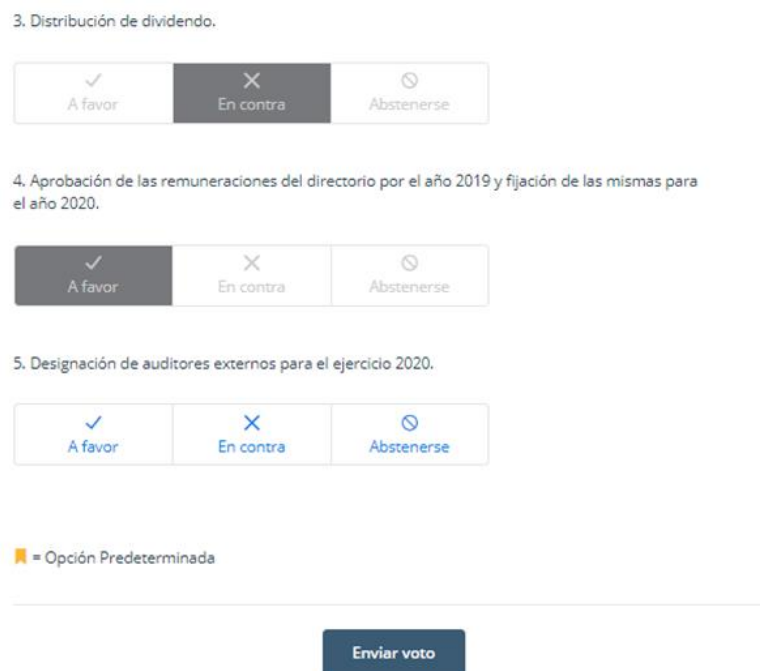 3. Distribución de dividendo.
A favor
En contra
Abstenerse
4. Aprobación de las remuneraciones del directorio por el año 2019 y fijación de las mismas para
el año 2020.
A favor
En contra
Abstenerse
5. Designación de auditores externos para el ejercicio 2020.
A favor
En contra
Abstenerse
= Opción Predeterminada
Enviar voto